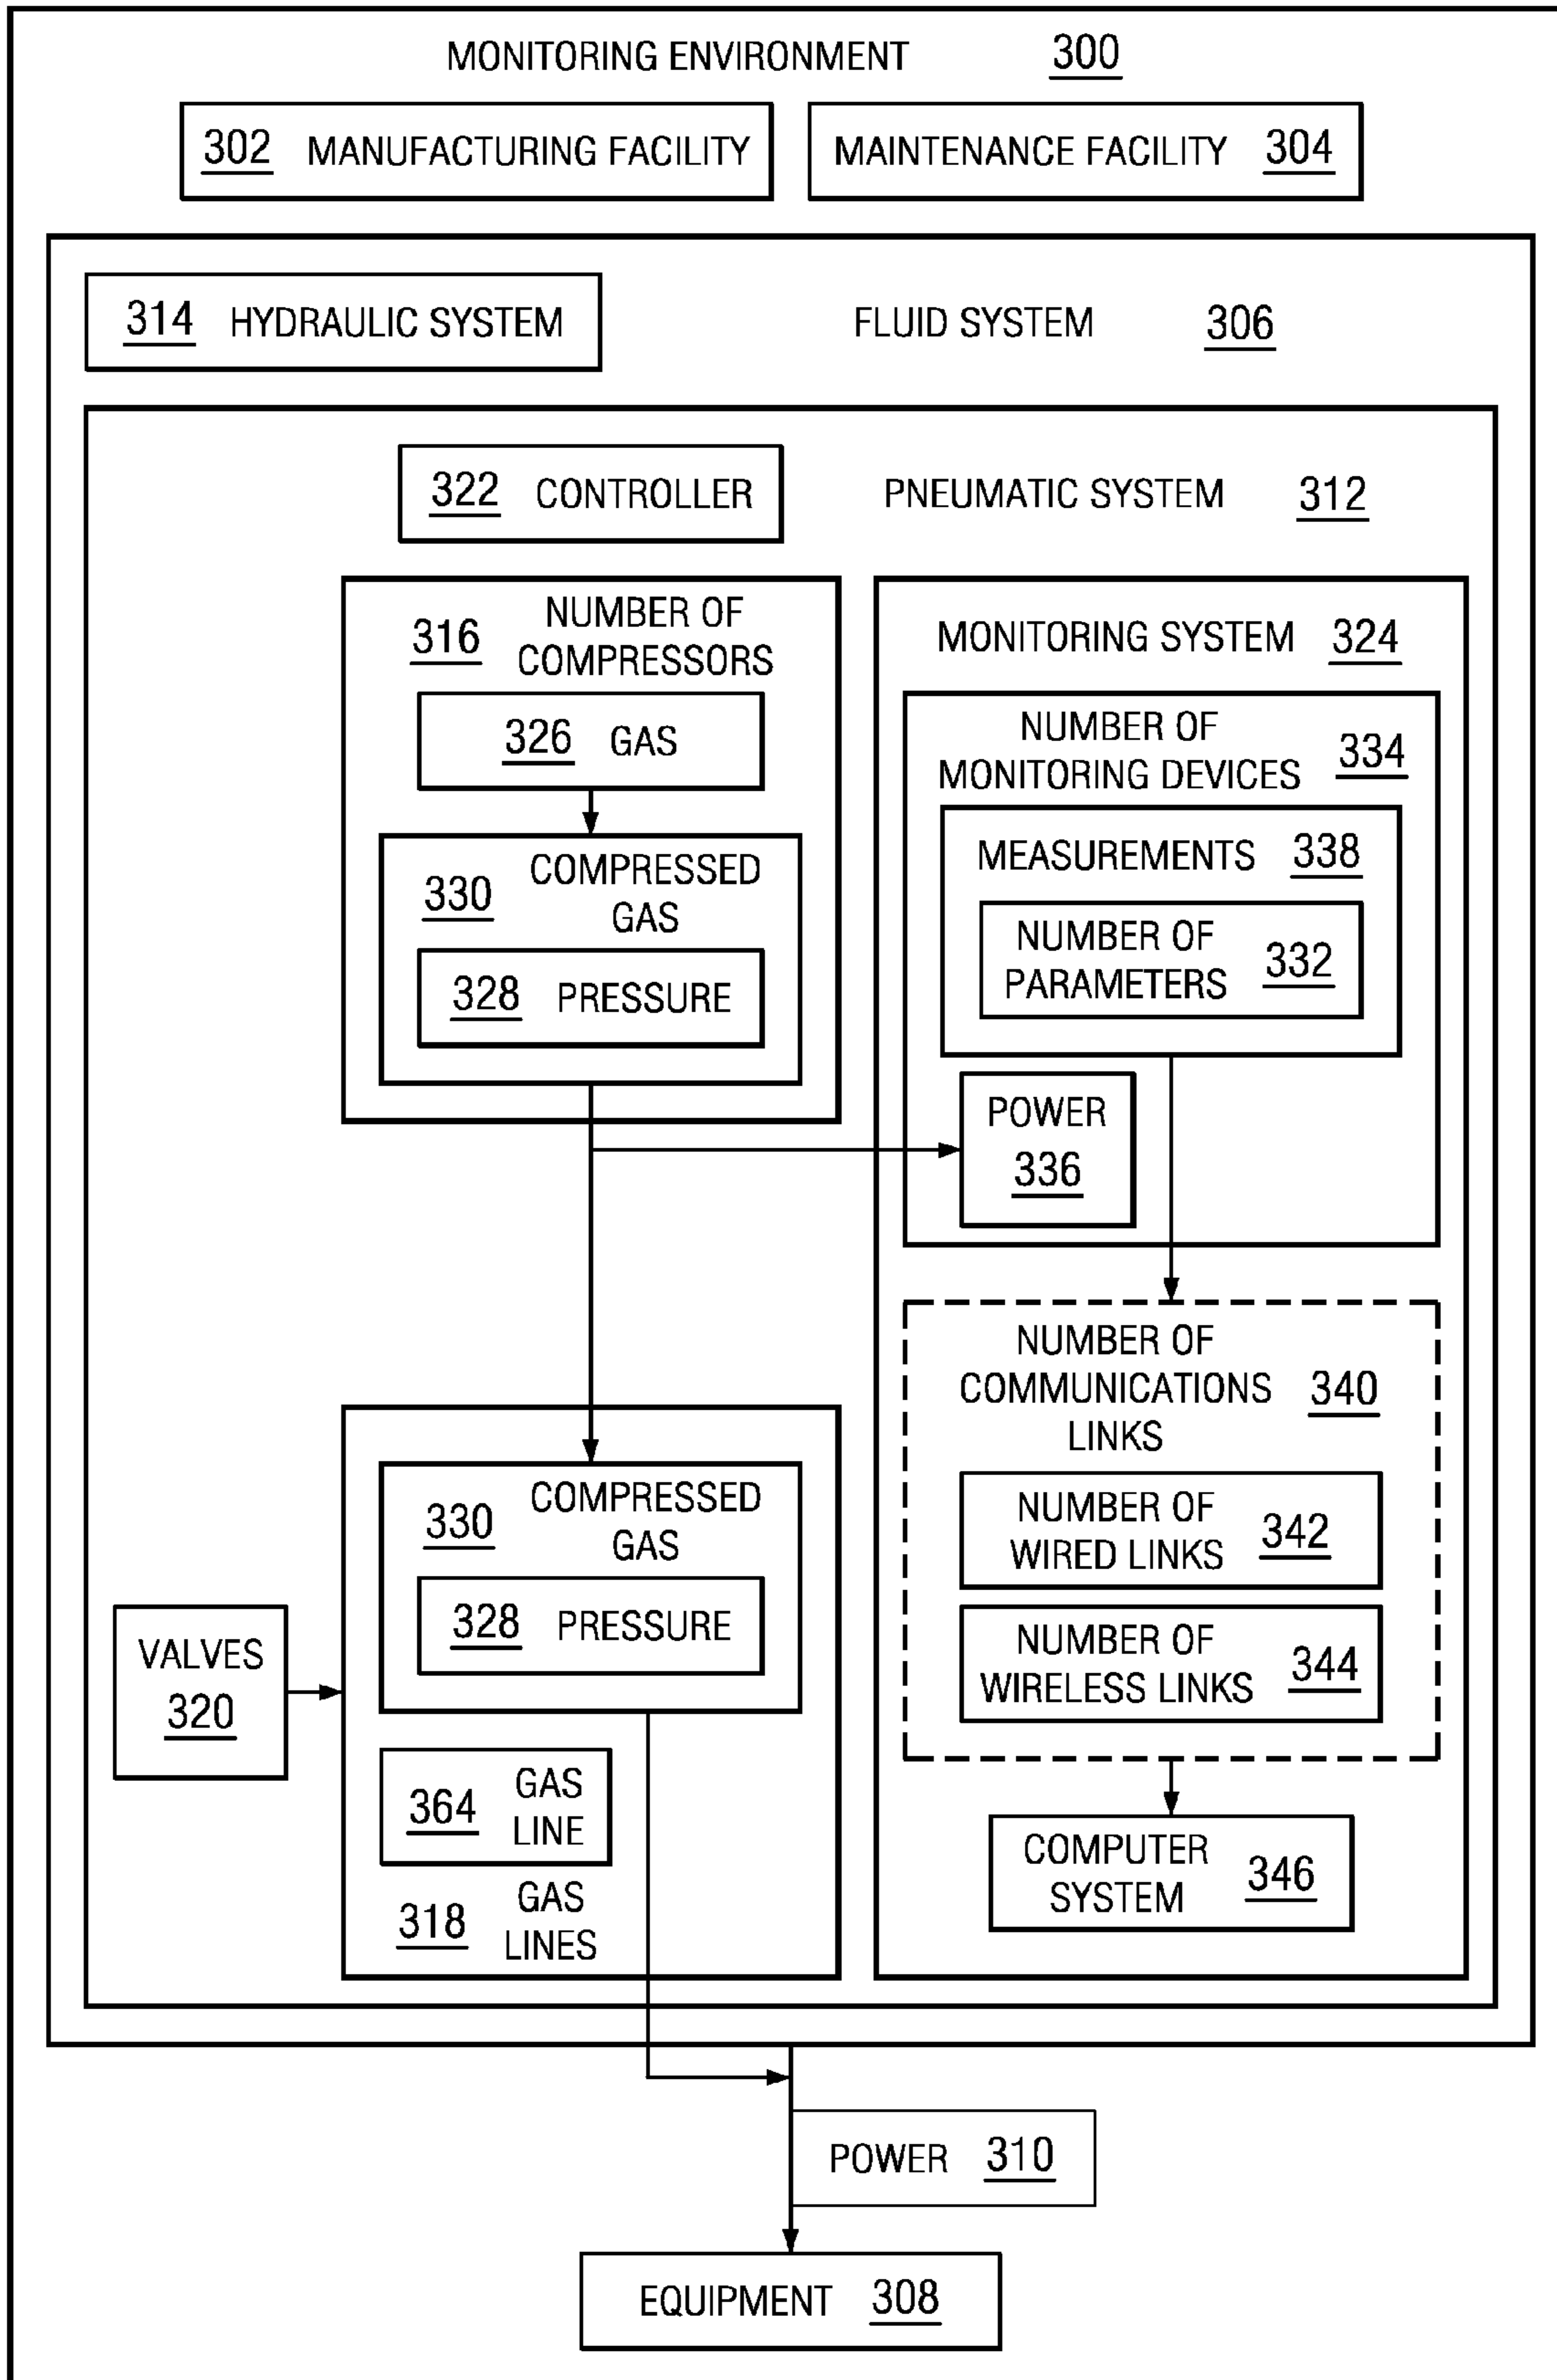 MONITORING ENVIRONMENT 300
302 MANUFACTURING FACILITY
MAINTENANCE FACILITY 304
314 HYDRAULIC SYSTEM
FLUID SYSTEM 306
322 CONTROLLER
PNEUMATIC SYSTEM 312
316 NUMBER OF
COMPRESSORS
326 GAS
330 COMPRESSED
GAS
328 PRESSURE
MONITORING SYSTEM 324
NUMBER OF
MONITORING DEVICES 334
MEASUREMENTS 338
NUMBER OF
PARAMETERS 332
POWER
336
NUMBER OF
COMMUNICATIONS 340
LINKS
NUMBER OF
WIRED LINKS 342
NUMBER OF
WIRELESS LINKS 344
COMPUTER
SYSTEM 346
330 COMPRESSED
GAS
328 PRESSURE
VALVES
320
364 GAS
LINE
318 GAS
LINES
POWER 310
EQUIPMENT 308